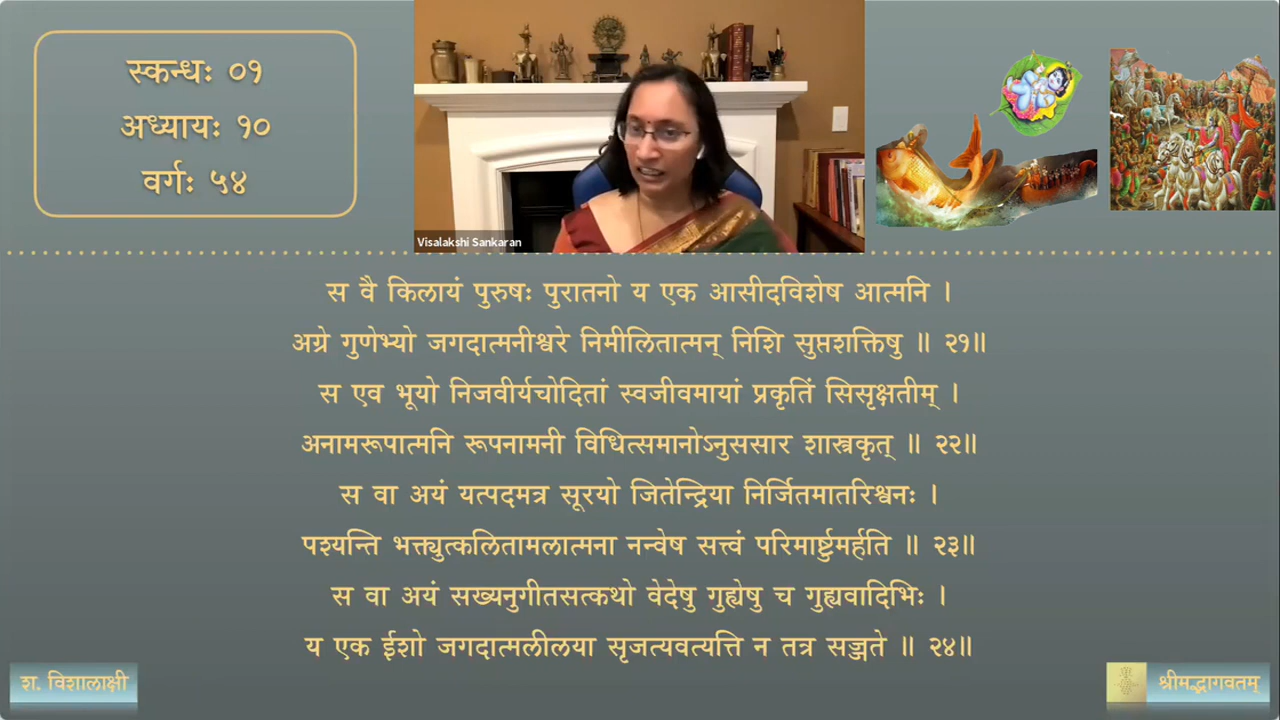 स्कन्धः ०१
अध्यायः १०
वर्गः ५४
Visalakshi Sankaran
स वै किलायं पुरुषः पुरातनो य एक आसीदविशेष आत्मनि ।
अग्रे गुणेभ्यो जगदात्मनीश्वरे निमीलितात्मन् निशि सुप्तशक्तिषु ॥ २१॥
स एव भूयो निजवीर्यचोदितां स्वजीवमायां प्रकृतिं सिसृक्षतीम् ।
अनामरूपात्मनि रूपनामनी विधित्समानोऽनुससार शास्त्रकृत् ॥ २२॥
स वा अयं यत्पदमत्र सूरयो जितेन्द्रिया निर्जितमातरिश्वनः ।
पश्यन्ति भक्त्युत्कलितामलात्मना नन्वेष सत्त्वं परिमार्ष्टुमर्हति ॥ २३॥
स वा अयं सख्यनुगीतसत्कथो वेदेषु गुह्येषु च गुह्यवादिभिः ।
य एक ईशो जगदात्मलीलया सृजत्यवत्यत्ति न तत्र सज्जते ॥ २४॥
श. विशालाक्षी
श्रीमद्भागवतम्